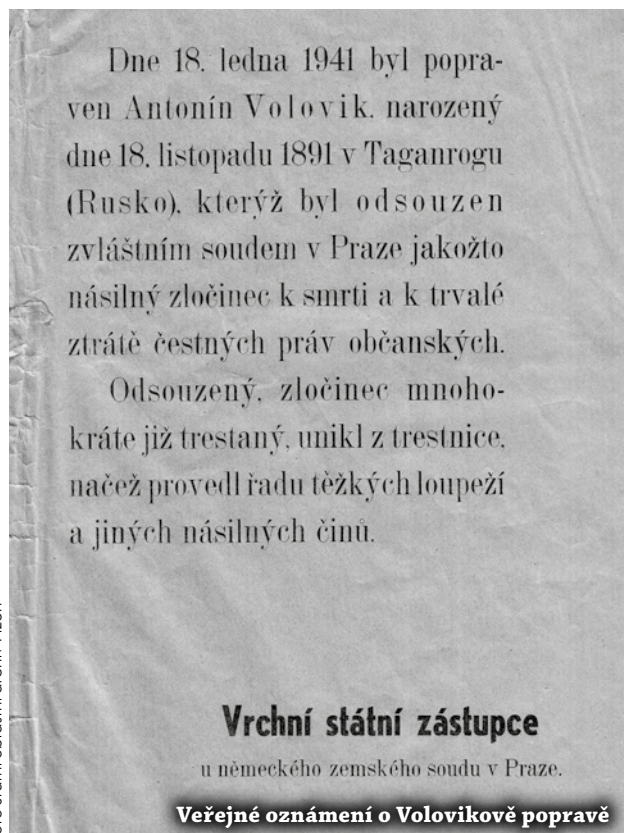 Dne 18. ledna 1941 byl popra-
ven Antonín Volovik, narozený
dne 18. listopadu 1891 v Taganrogu
(Rusko), kterýž byl odsouzen
zvláštním soudem v Praze jakožto
násilný zločinec k smrti a k trvalé
ztrátě čestných práv občanských.
Odsouzený, zločinec mnoho-
kráte již trestaný, unikl z trestnice,
načež provedl řadu těžkých loupeží
a jiných násilných činů.
Vrchní státní zástupce
u německého zemského soudu v Praze.
Veřejné oznámení o Volovikově popravě